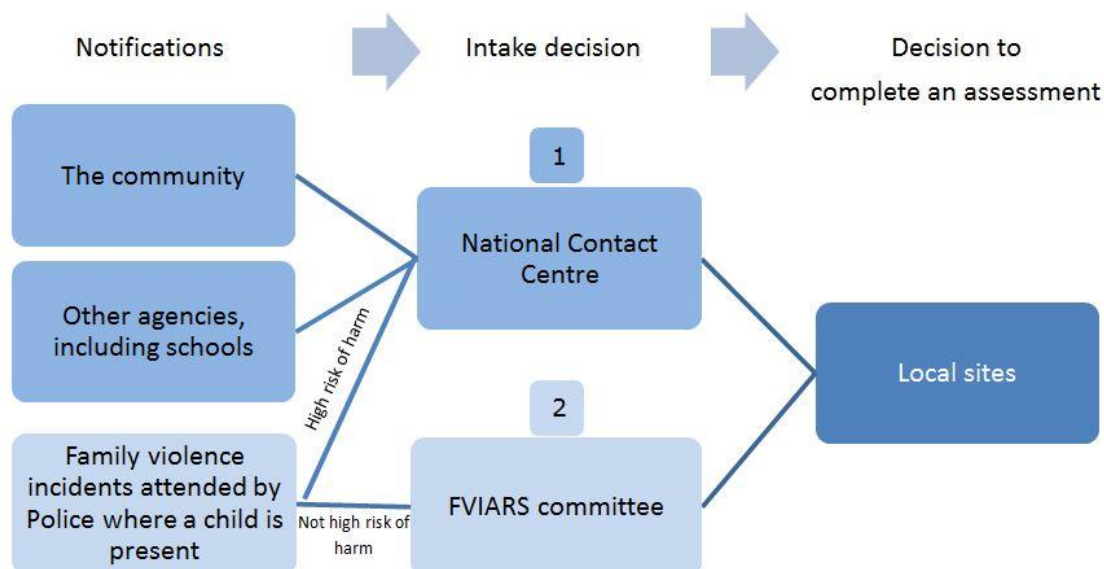 Notifications
Intake decision
Decision to
complete an assessment
The community
Other agencies,
including schools
Family violence
incidents attended by
Police where a child is
present
High risk of harm
Not high risk of
harm
1
National Contact
Centre
2
FVIARS committee
Local sites